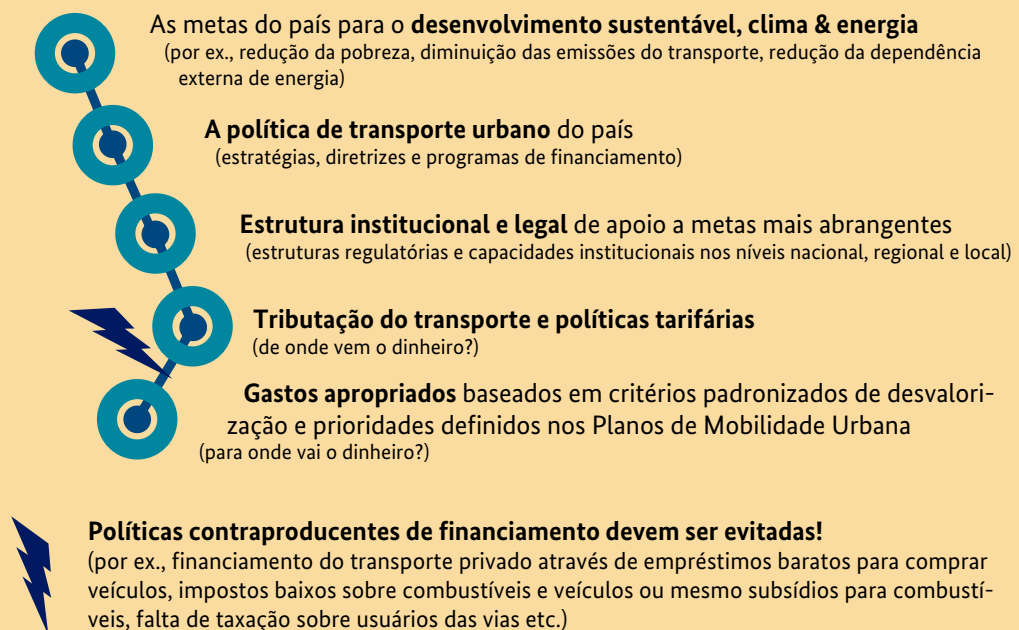 As metas do país para o desenvolvimento sustentável, clima & energia
(por ex., redução da pobreza, diminuição das emissões do transporte, redução da dependência
externa de energia)
A política de transporte urbano do país
(estratégias, diretrizes e programas de financiamento)
Estrutura institucional e legal de apoio a metas mais abrangentes
(estruturas regulatórias e capacidades institucionais nos níveis nacional, regional e local)
Tributação do transporte e políticas tarifárias
(de onde vem o dinheiro?)
Gastos apropriados baseados em critérios padronizados de desvalori-
zação e prioridades definidos nos Planos de Mobilidade Urbana
(para onde vai o dinheiro?)
Políticas contraproducentes de financiamento devem ser evitadas!
(por ex., financiamento do transporte privado através de empréstimos baratos para comprar
veículos, impostos baixos sobre combustíveis e veículos ou mesmo subsídios para combustí-
veis, falta de taxação sobre usuários das vias etc.)